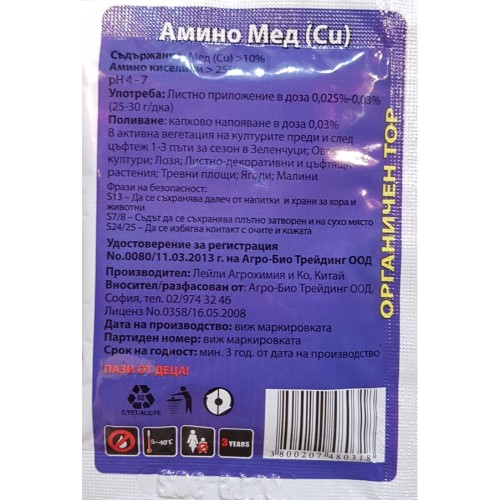 Амино Мед (Cu)
Съдържание: Мед (Cu) >10%
Амино киселини > 25%
pH 4 - 7
Употреба: Листно приложение в доза 0,025%-0,03%
(25-30 г/дка)
Поливане: капково напояване в доза 0,03%
В активна вегетация на културите преди и след
цъфтеж 1-3 пъти за сезон в Зеленчуци; Овощни
култури; Лозя; Листно-декоративни и цъфтящи
растения; Тревни площи; Ягоди; Малини
Фрази на безопасност:
S13 – Да се съхранява далеч от напитки и храни за хора и
животни
S7/8 – Съдът да се съхранява плътно затворен и на сухо място
S24/25 – Да се избягва контакт с очите и кожата
Удостоверение за регистрация
No.0080/11.03.2013 г. на Агро-Био Трейдинг ООД
Производител: Лейли Агрохимия и Ко, Китай
Вносител/разфасован от: Агро-Био Трейдинг ООД,
София, тел. 02/974 32 46
Лиценз No.0358/16.05.2008
Дата на производство: виж маркировката
Партиден номер: виж маркировката
Срок на годност: мин. 3 год. от дата на производство
ПАЗИ ОТ ДЕЦА!
ОРГАНИЧЕН ТОР
90
C/PET/ALU/PE
5-40°C
3 YEARS
3800207480318